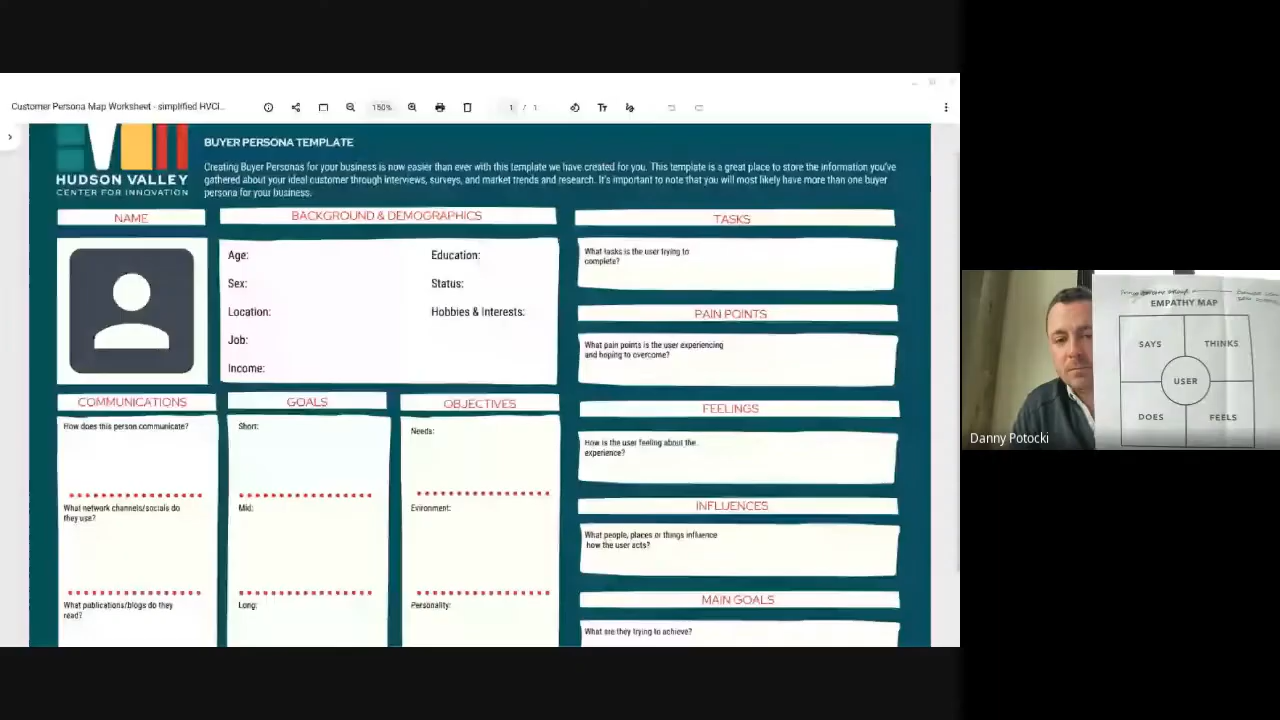 Customer Persona Map Worksheet - simplified HVCI...
150%
1 / 1
HUDSON VALLEY
CENTER FOR INNOVATION
BUYER PERSONA TEMPLATE
Creating Buyer Personas for your business is now easier than ever with this template we have created for you. This template is a great place to store the information you've
gathered about your ideal customer through interviews, surveys, and market trends and research. It's important to note that you will most likely have more than one buyer
persona for your business.
NAME
BACKGROUND & DEMOGRAPHICS
Age:
Sex:
Location:
Job:
Income:
Education:
Status:
Hobbies & Interests:
COMMUNICATIONS
How does this person communicate?
What network channels/socials do
they use?
What publications/blogs do they
read?
GOALS
Short:
Mid:
Long:
OBJECTIVES
Needs:
Evironment:
Personality:
TASKS
What tasks is the user trying to
complete?
PAIN POINTS
What pain points is the user experiencing
and hoping to overcome?
FEELINGS
How is the user feeling about the
experience?
INFLUENCES
What people, places or things influence
how the user acts?
MAIN GOALS
What are they trying to achieve?
Danny Potocki
EMPATHY MAP
SAYS
THINKS
USER
DOES
FEELS